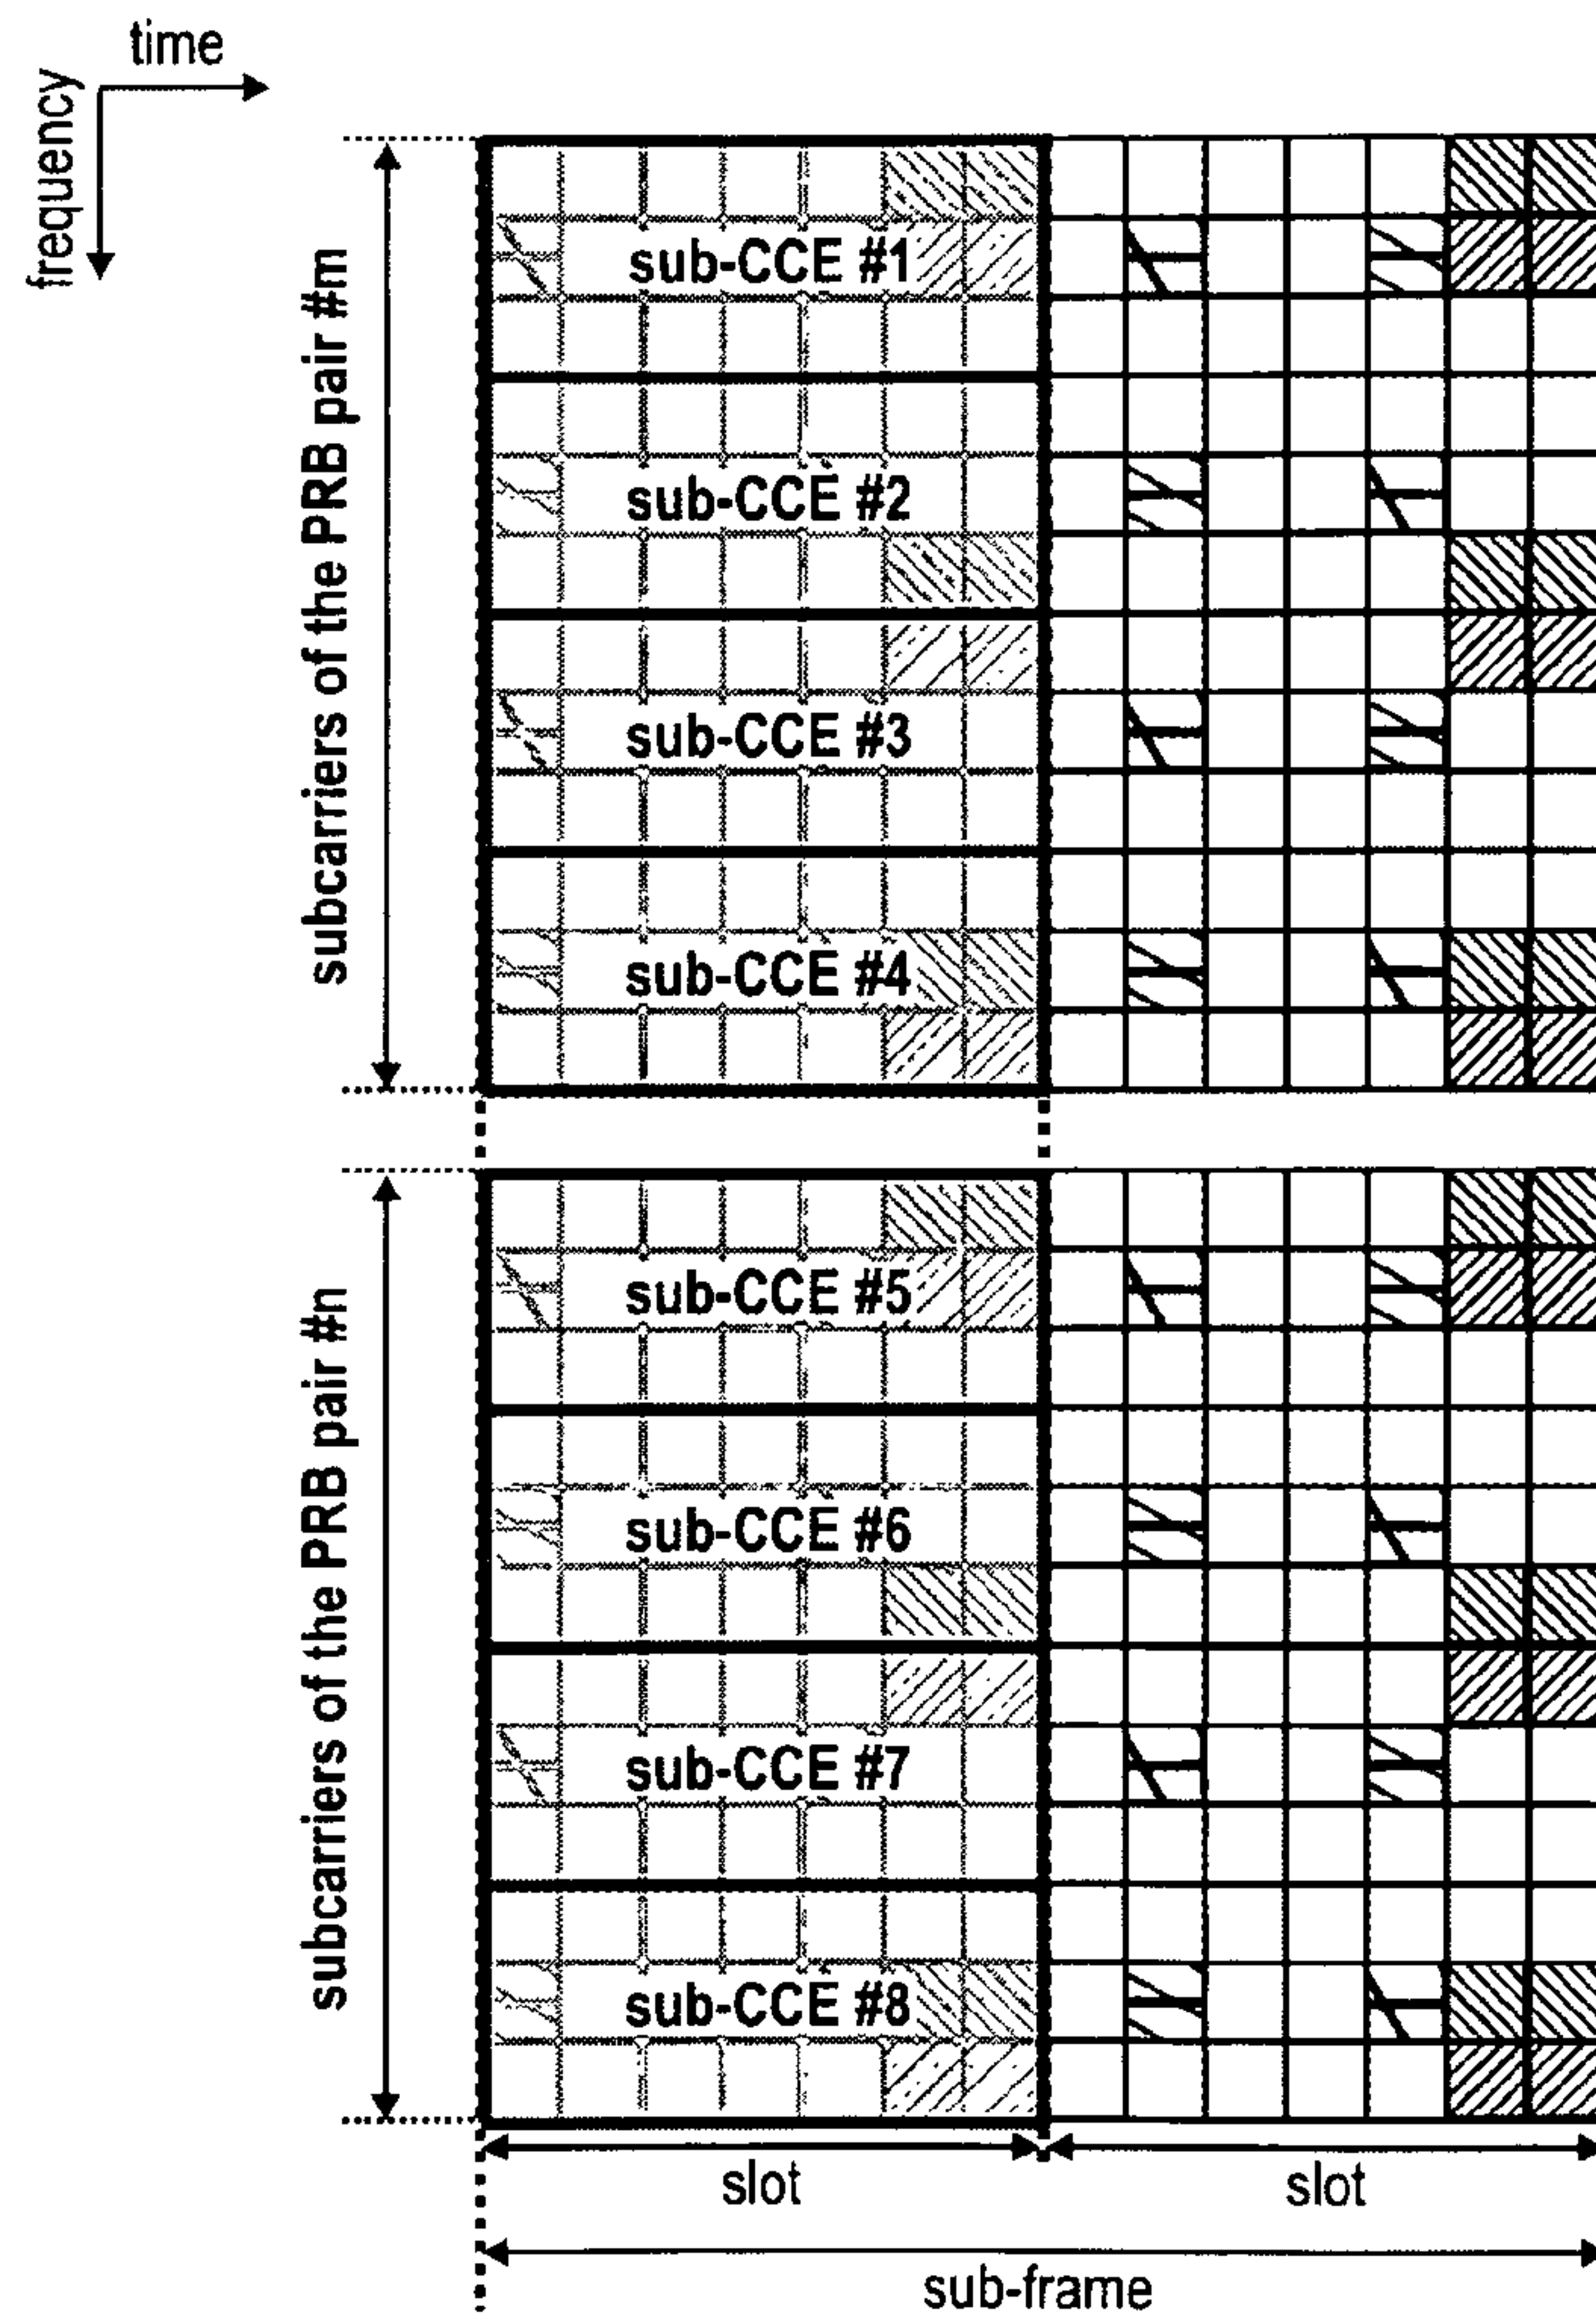 time
frequency
subcarriers of the PRB pair #m
sub-CCE #1
sub-CCE #2
sub-CCE #3
sub-CCE #4
subcarriers of the PRB pair #n
sub-CCE #5
sub-CCE #6
sub-CCE #7
sub-CCE #8
slot
slot
sub-frame